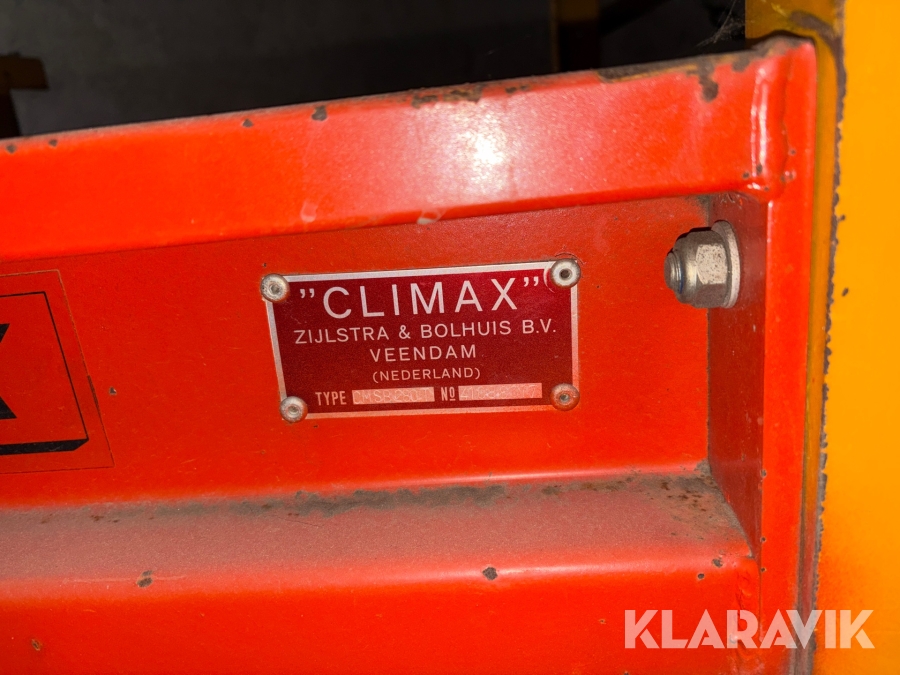 "CLIMAX"
ZIJLSTRA & BOLHUIS B.V.
VEENDAM
(NEDERLAND)
TYPE Nº
KLARAVIK